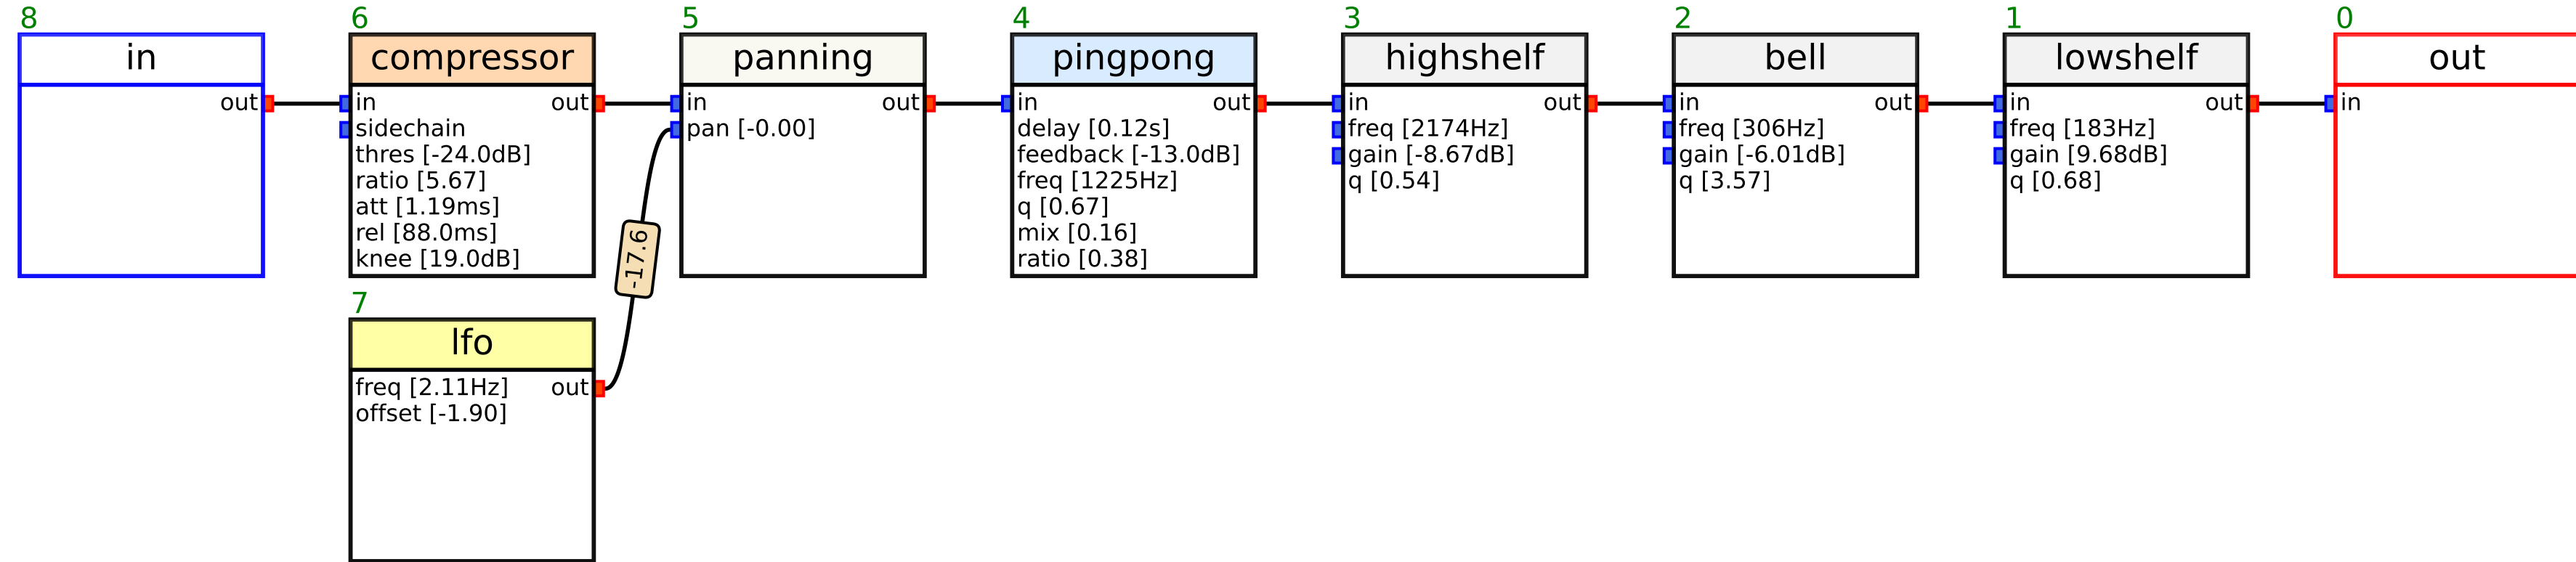 8
in
out
6
compressor
in out
sidechain
thres [-24.0dB]
ratio [5.67]
att [1.19ms]
rel [88.0ms]
knee [19.0dB]
7
lfo
freq [2.11Hz] out
offset [-1.90]
-17.6
5
panning
in out
pan [-0.00]
4
pingpong
in out
delay [0.12s]
feedback [-13.0dB]
freq [1225Hz]
q [0.67]
mix [0.16]
ratio [0.38]
3
highshelf
in out
freq [2174Hz]
gain [-8.67dB]
q [0.54]
2
bell
in out
freq [306Hz]
gain [-6.01dB]
q [3.57]
1
lowshelf
in out
freq [183Hz]
gain [9.68dB]
q [0.68]
0
out
in